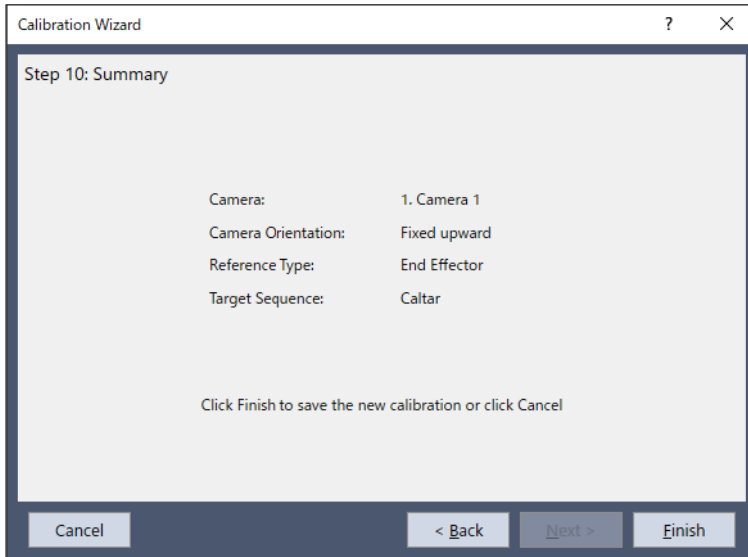 Calibration Wizard ?
Step 10: Summary
Camera: 1. Camera 1
Camera Orientation: Fixed upward
Reference Type: End Effector
Target Sequence: Caltar
Click Finish to save the new calibration or click Cancel
Cancel < Back Next > Finish